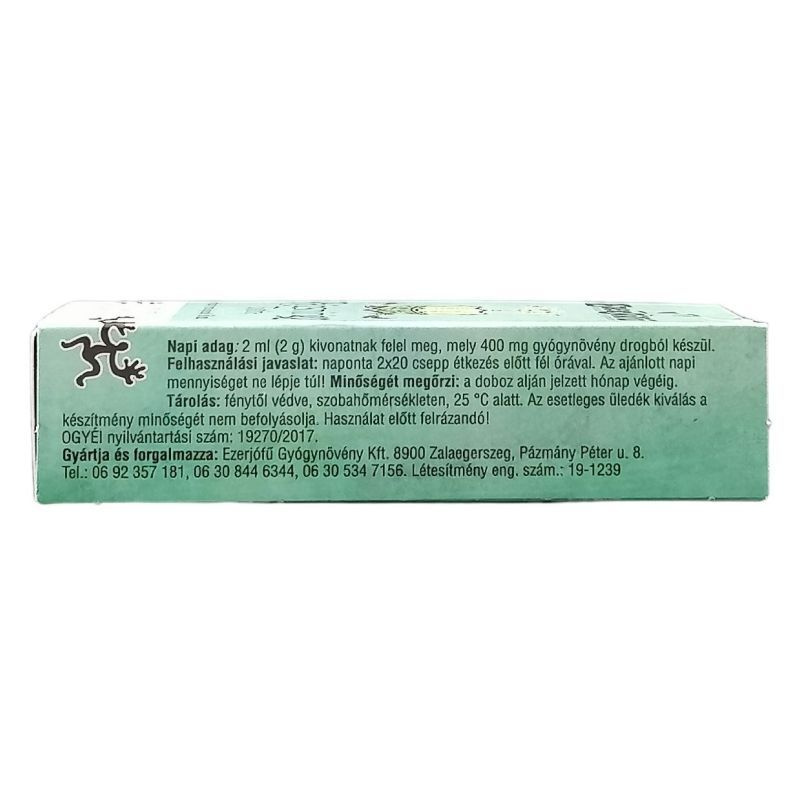 Napi adag: 2 ml (2 g) kivonatnak felel meg, mely 400 mg gyógynövény drogból készül.
Felhasználási javaslat: naponta 2x20 csepp étkezés előtt fél órával. Az ajánlott napi
mennyiséget ne lépje túl! Minőségét megőrzi: a doboz alján jelzett hónap végéig.
Tárolás: fénytől védve, szobahőmérsékleten, 25 °C alatt. Az esetleges üledék kiválás a
készítmény minőségét nem befolyásolja. Használat előtt felrázandó!
OGYÉI nyilvántartási szám: 19270/2017.
Gyártja és forgalmazza: Ezerjófű Gyógynövény Kft. 8900 Zalaegerszeg, Pázmány Péter u. 8.
Tel.: 06 92 357 181, 06 30 844 6344, 06 30 534 7156. Létesítmény eng. szám.: 19-1239